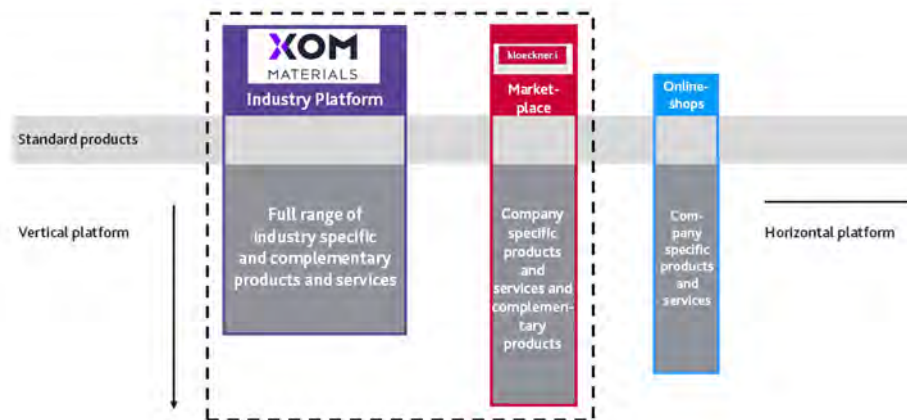 XOM
MATERIALS
Industry Platform
kloeckner.i
Market-
place
Online-
shops
Standard products
Vertical platform
Full range of
industry specific
and complementary
products and services
Company
specific
products
and
services and
complemen-
tary
products
Com-
pany
specific
products
and
services
Horizontal platform